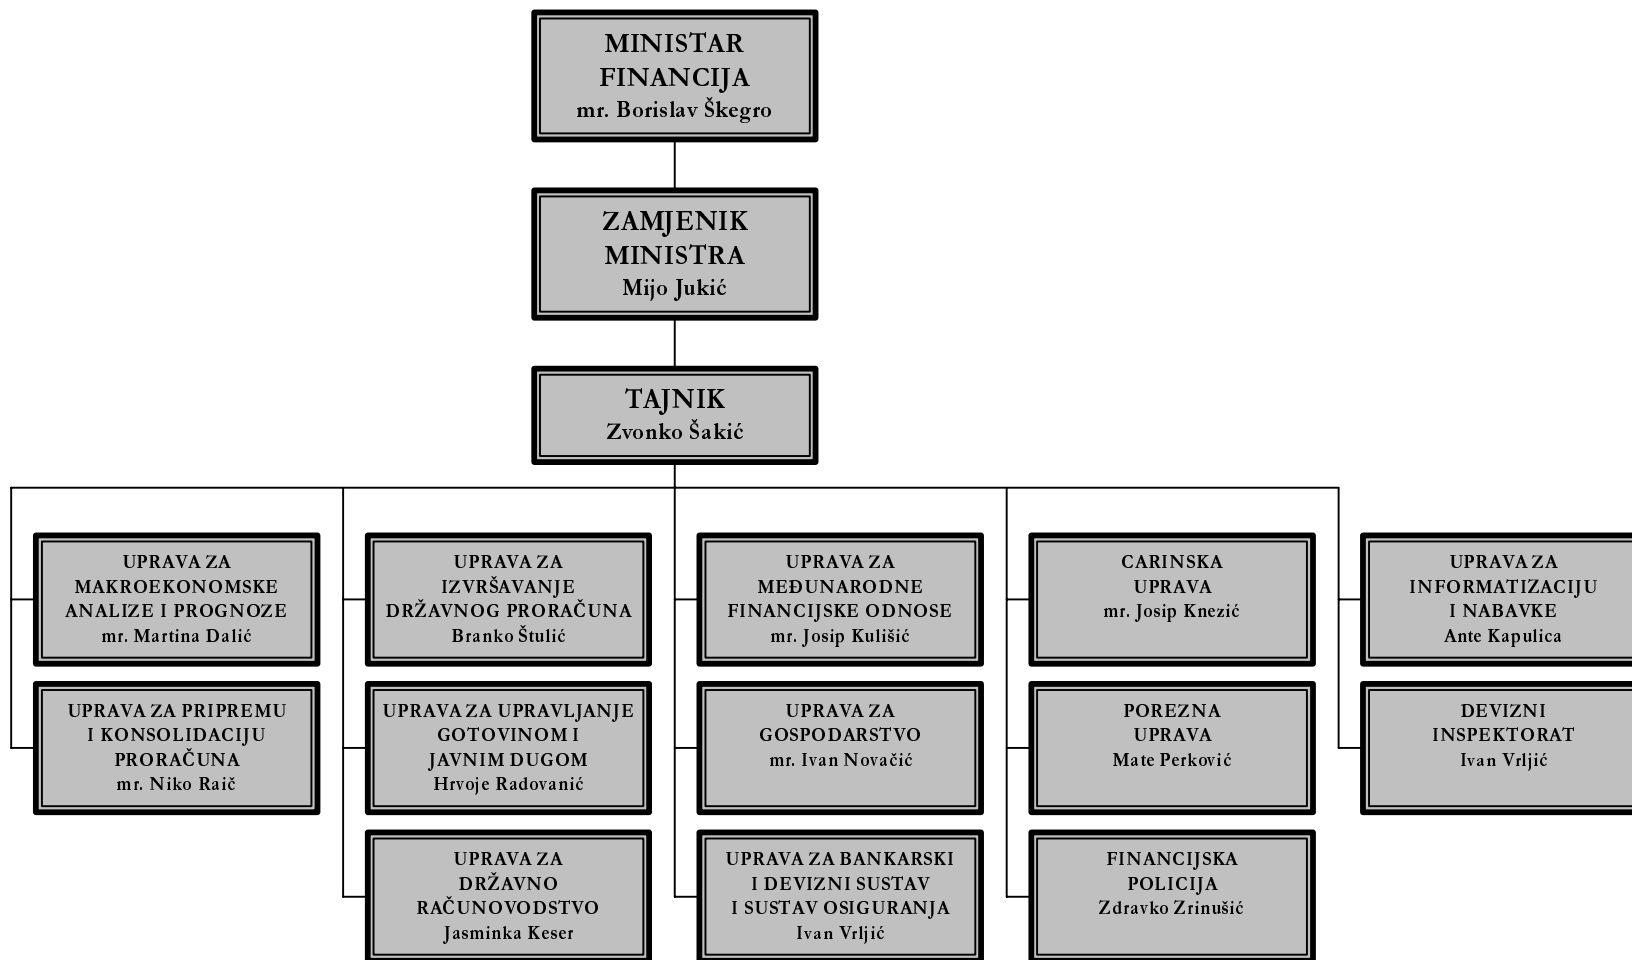 MINISTAR
FINANCIJA
mr. Borislav Škegro
ZAMJENIK
MINISTRA
Mijo Jukić
TAJNIK
Zvonko Šakić
UPRAVA ZA
MAKROEKONOMSKE
ANALIZE I PROGNOZE
mr. Martina Dalić
UPRAVA ZA
IZVRŠAVANJE
DRŽAVNOG PRORAČUNA
Branko Štulić
UPRAVA ZA
MEĐUNARODNE
FINANCIJSKE ODNOSE
mr. Josip Kulišić
CARINSKA
UPRAVA
mr. Josip Knezić
UPRAVA ZA
INFORMATIZACIJU
I NABAVKE
Ante Kapulica
UPRAVA ZA PRIPREMU
I KONSOLIDACIJU
PRORAČUNA
mr. Niko Raič
UPRAVA ZA UPRAVLJANJE
GOTOVINOM I
JAVNIM DUGOM
Hrvoje Radovanić
UPRAVA ZA
GOSPODARSTVO
mr. Ivan Novačić
POREZNA
UPRAVA
Mate Perković
DEVIZNI
INSPEKTORAT
Ivan Vrljić
UPRAVA ZA
DRŽAVNO
RAČUNOVODSTVO
Jasminka Keser
UPRAVA ZA BANKARSKI
I DEVIZNI SUSTAV
I SUSTAV OSIGURANJA
Ivan Vrljić
FINANCIJSKA
POLICIJA
Zdravko Zrinušić